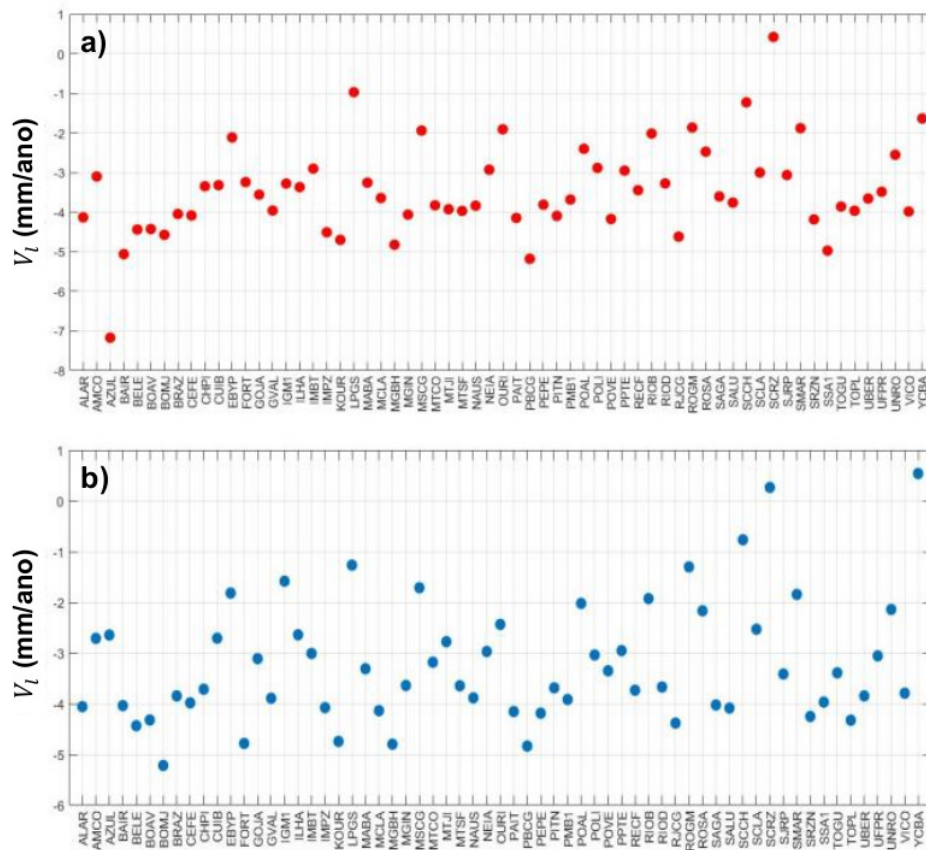 a)
V_l (mm/ano)
1
0
-1
-2
-3
-4
-5
-6
-7
-8
ALAR
AMCO
AZUL
BAIR
BELE
BOAV
BOMJ
BRAZ
CEFE
CHPI
CUIB
EBYP
FORT
GOJA
GVAL
IGM1
ILHA
IMBT
IMPZ
KOUR
LPGS
MABA
MCLA
MGBH
MGIN
MSCG
MTCO
MTJI
MTSF
NAUS
NEIA
OURI
PAIT
PBCG
PEPE
PITN
PMB1
POAL
POLI
POVE
PPTE
RECF
RIOB
RIOD
RJCG
ROGM
ROSA
SAGA
SALU
SCCH
SCLA
SCRZ
SJRP
SMAR
SRZN
SSA1
TOGU
TOPL
UBER
UFPR
UNRO
VICO
YCBA
b)
V_l (mm/ano)
1
0
-1
-2
-3
-4
-5
-6
ALAR
AMCO
AZUL
BAIR
BELE
BOAV
BOMJ
BRAZ
CEFE
CHPI
CUIB
EBYP
FORT
GOJA
GVAL
IGM1
ILHA
IMBT
IMPZ
KOUR
LPGS
MABA
MCLA
MGBH
MGIN
MSCG
MTCO
MTJI
MTSF
NAUS
NEIA
OURI
PAIT
PBCG
PEPE
PITN
PMB1
POAL
POLI
POVE
PPTE
RECF
RIOB
RIOD
RJCG
ROGM
ROSA
SAGA
SALU
SCCH
SCLA
SCRZ
SJRP
SMAR
SRZN
SSA1
TOGU
TOPL
UBER
UFPR
UNRO
VICO
YCBA